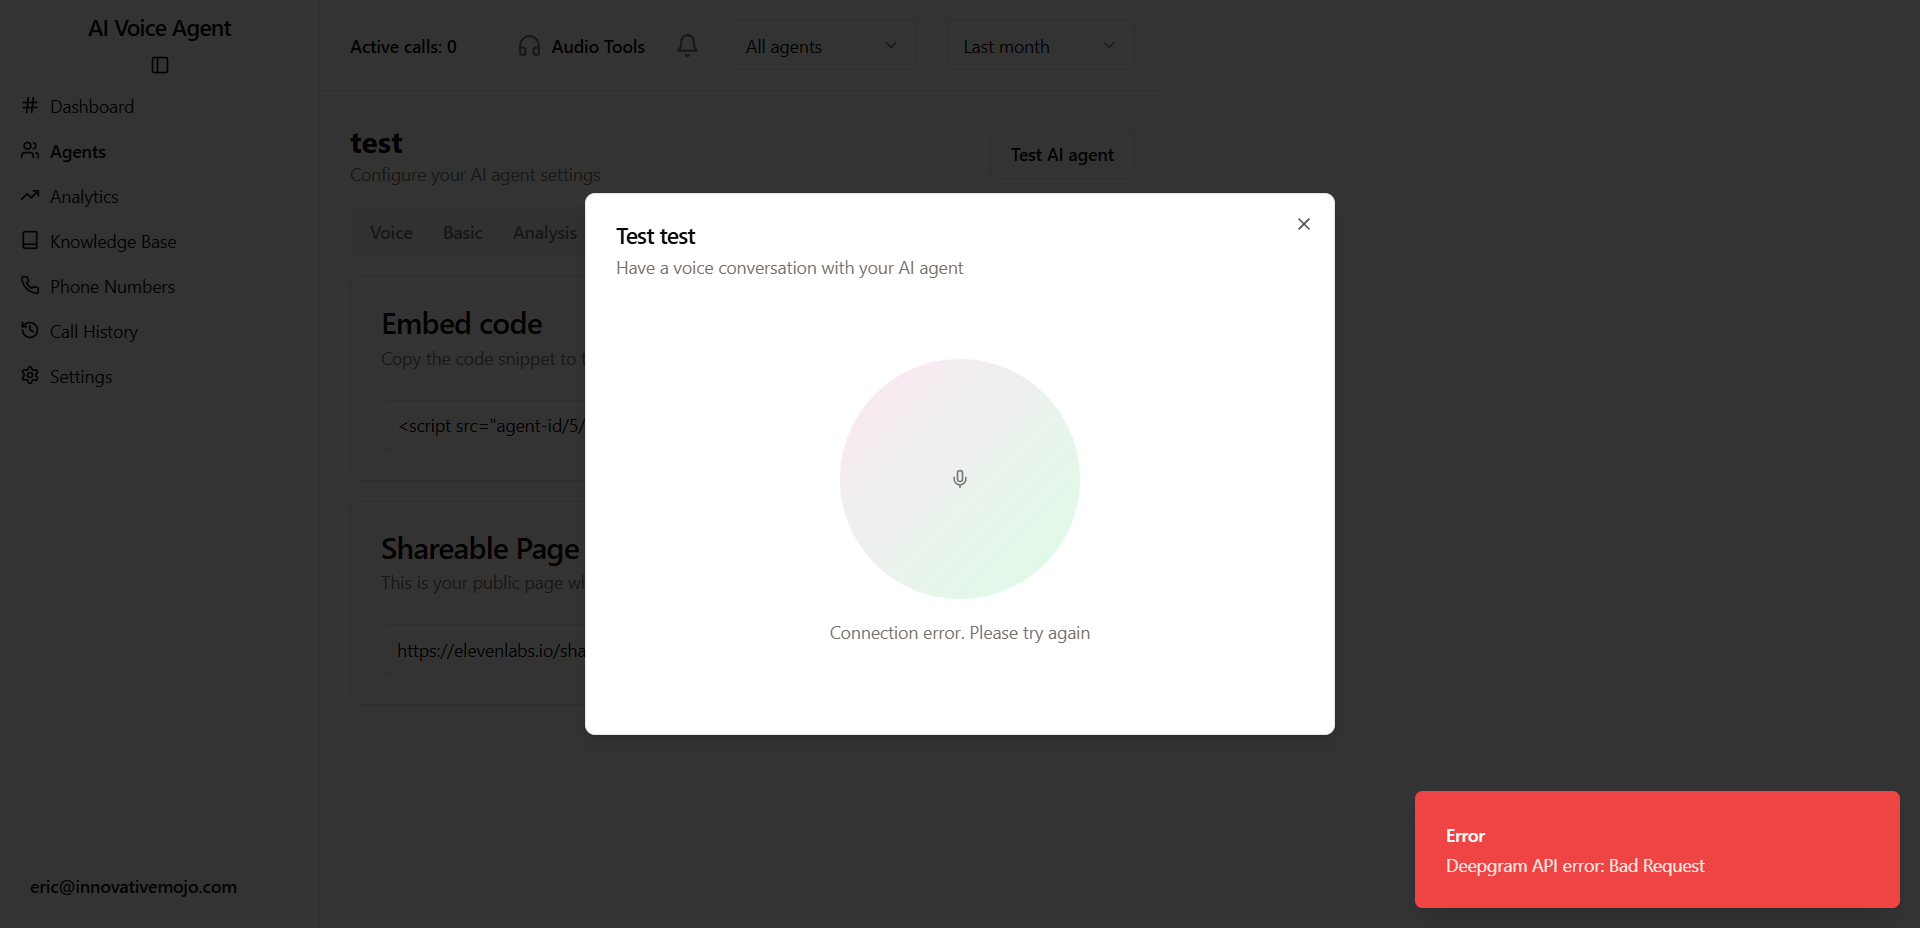 AI Voice Agent
Dashboard
Agents
Analytics
Knowledge Base
Phone Numbers
Call History
Settings
eric@innovativemojo.com
Active calls: 0
Audio Tools
All agents
Last month
test
Configure your AI agent settings
Test AI agent
Voice
Basic
Analysis
Embed code
Copy the code snippet to
<script src="agent-id/5/
Shareable Page
This is your public page
https://elevenlabs.io/sha
Test test
Have a voice conversation with your AI agent
Connection error. Please try again
Error
Deepgram API error: Bad Request